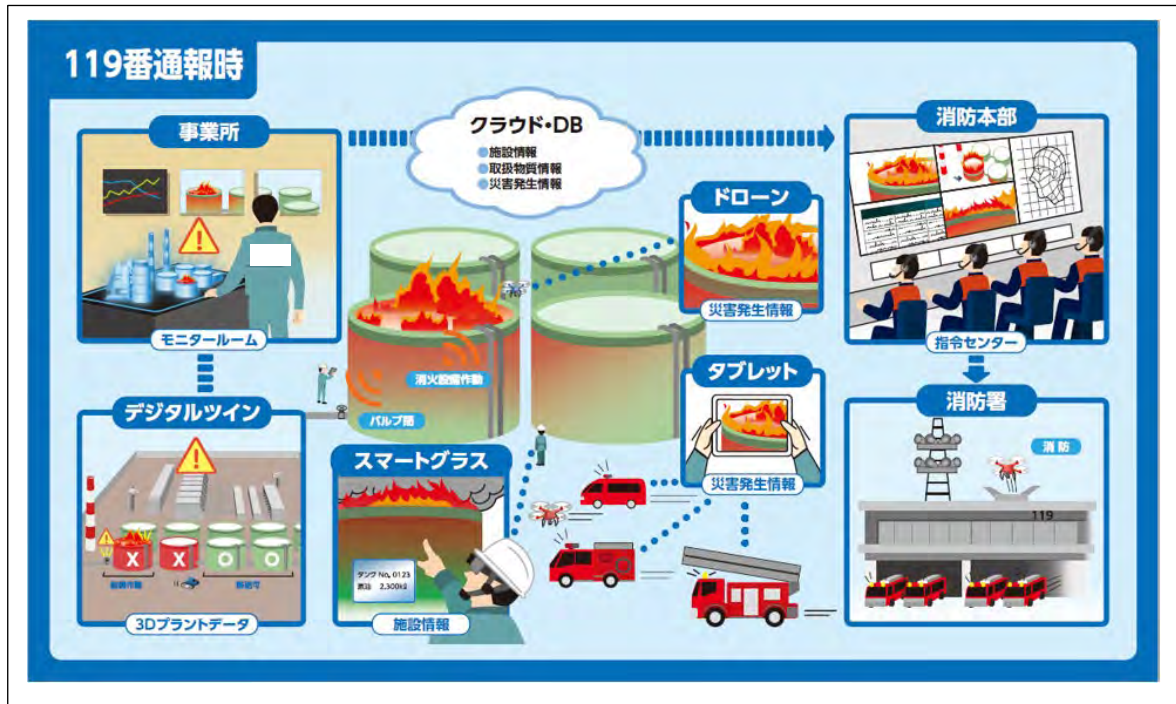 119番通報時
事業所
モニタールーム
クラウド・DB
●施設情報
●取扱物質情報
●災害発生情報
消防本部
指令センター
ドローン
災害発生情報
消火設備作動
バルブ閉
デジタルツイン
X
X
O
O
3Dプラントデータ
スマートグラス
タンク No. 0123
2,300kℓ
施設情報
タブレット
災害発生情報
消防署
消防
119